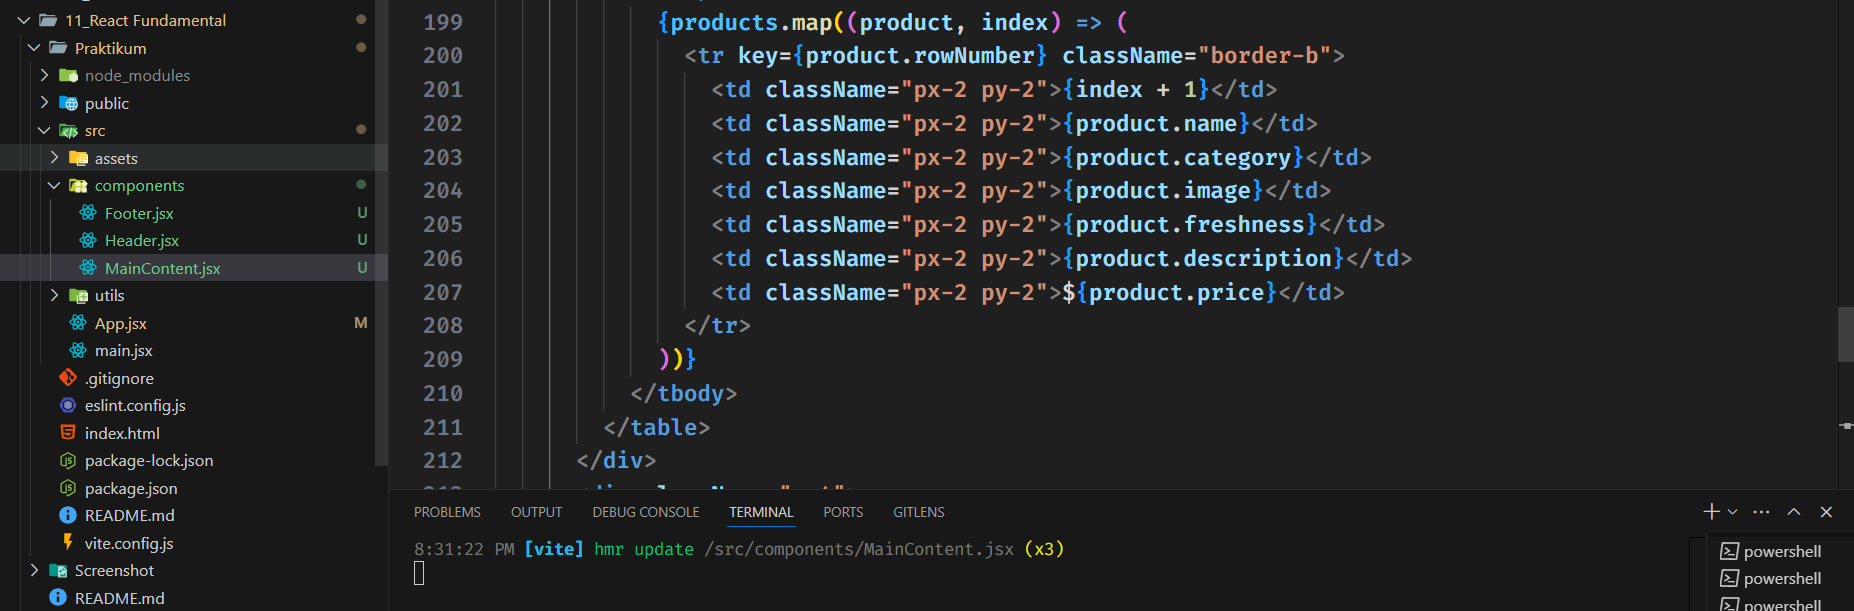 11_React Fundamental
Praktikum
node_modules
public
src
assets
components
Footer.jsx U
Header.jsx U
MainContent.jsx U
utils
App.jsx M
main.jsx
.gitignore
eslint.config.js
index.html
package-lock.json
package.json
README.md
vite.config.js
Screenshot
README.md
199 {products.map((product, index) => (
200 <tr key={product.rowNumber} className="border-b">
201 <td className="px-2 py-2">{index + 1}</td>
202 <td className="px-2 py-2">{product.name}</td>
203 <td className="px-2 py-2">{product.category}</td>
204 <td className="px-2 py-2">{product.image}</td>
205 <td className="px-2 py-2">{product.freshness}</td>
206 <td className="px-2 py-2">{product.description}</td>
207 <td className="px-2 py-2">${product.price}</td>
208 </tr>
209 ))}
210 </tbody>
211 </table>
212 </div>
PROBLEMS OUTPUT DEBUG CONSOLE TERMINAL PORTS GITLENS
8:31:22 PM [vite] hmr update /src/components/MainContent.jsx (x3)
powershell
powershell
powershell